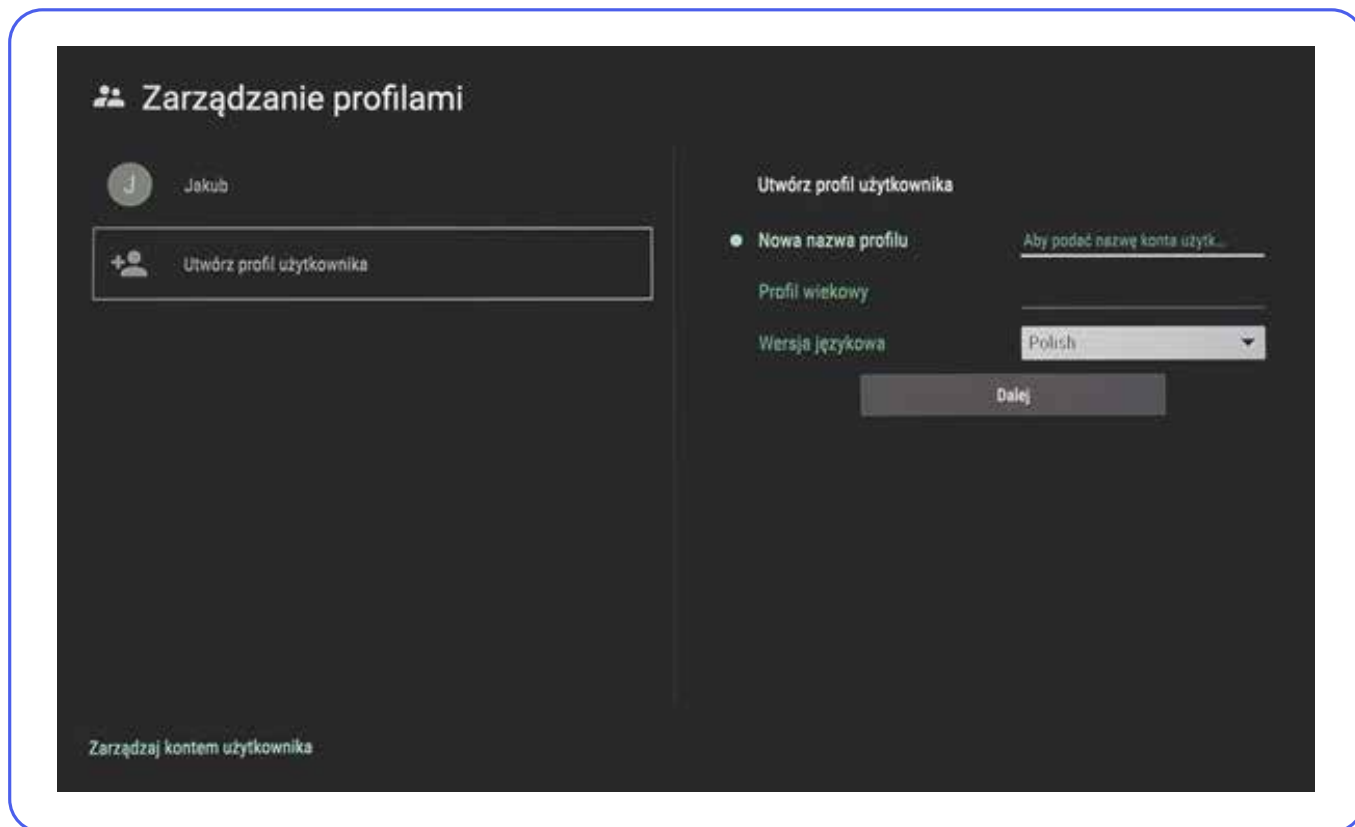 Zarządzanie profilami
J
Jakub
Utwórz profil użytkownika
Utwórz profil użytkownika
Nowa nazwa profilu
Aby podać nazwę konta użytk...
Profil wiekowy
Wersja językowa
Polish
Dalej
Zarządzaj kontem użytkownika